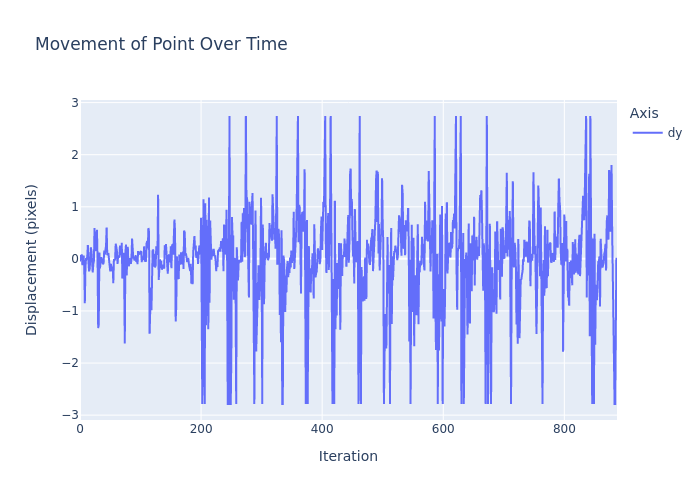 Movement of Point Over Time
Axis
dy
3
2
1
0
−1
−2
−3
Displacement (pixels)
0
200
400
600
800
Iteration